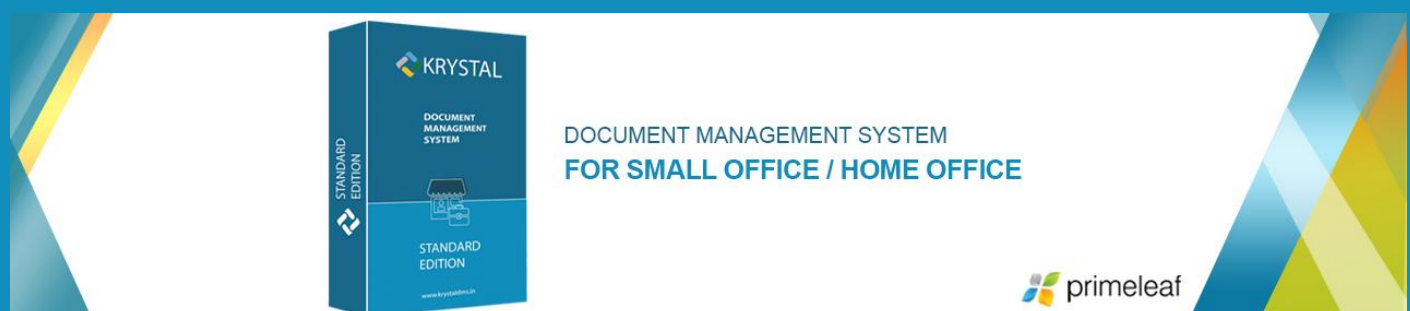 KRYSTAL
DOCUMENT
MANAGEMENT
SYSTEM
STANDARD
EDITION
www.krystaldms.in
STANDARD
EDITION
DOCUMENT MANAGEMENT SYSTEM
FOR SMALL OFFICE / HOME OFFICE
primeleaf